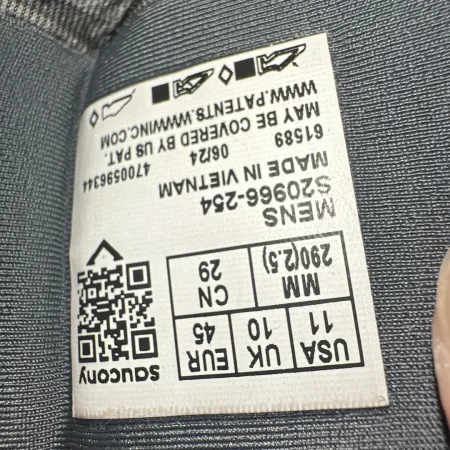 saucony
USA UK EUR
11 10 45
MM CN
290(2.5) 29
MENS
S20966-254
MADE IN VIETNAM
06/24 4700596344
61589
MAY BE COVERED BY US PAT.
WWW.PATENTS.WWWINC.COM